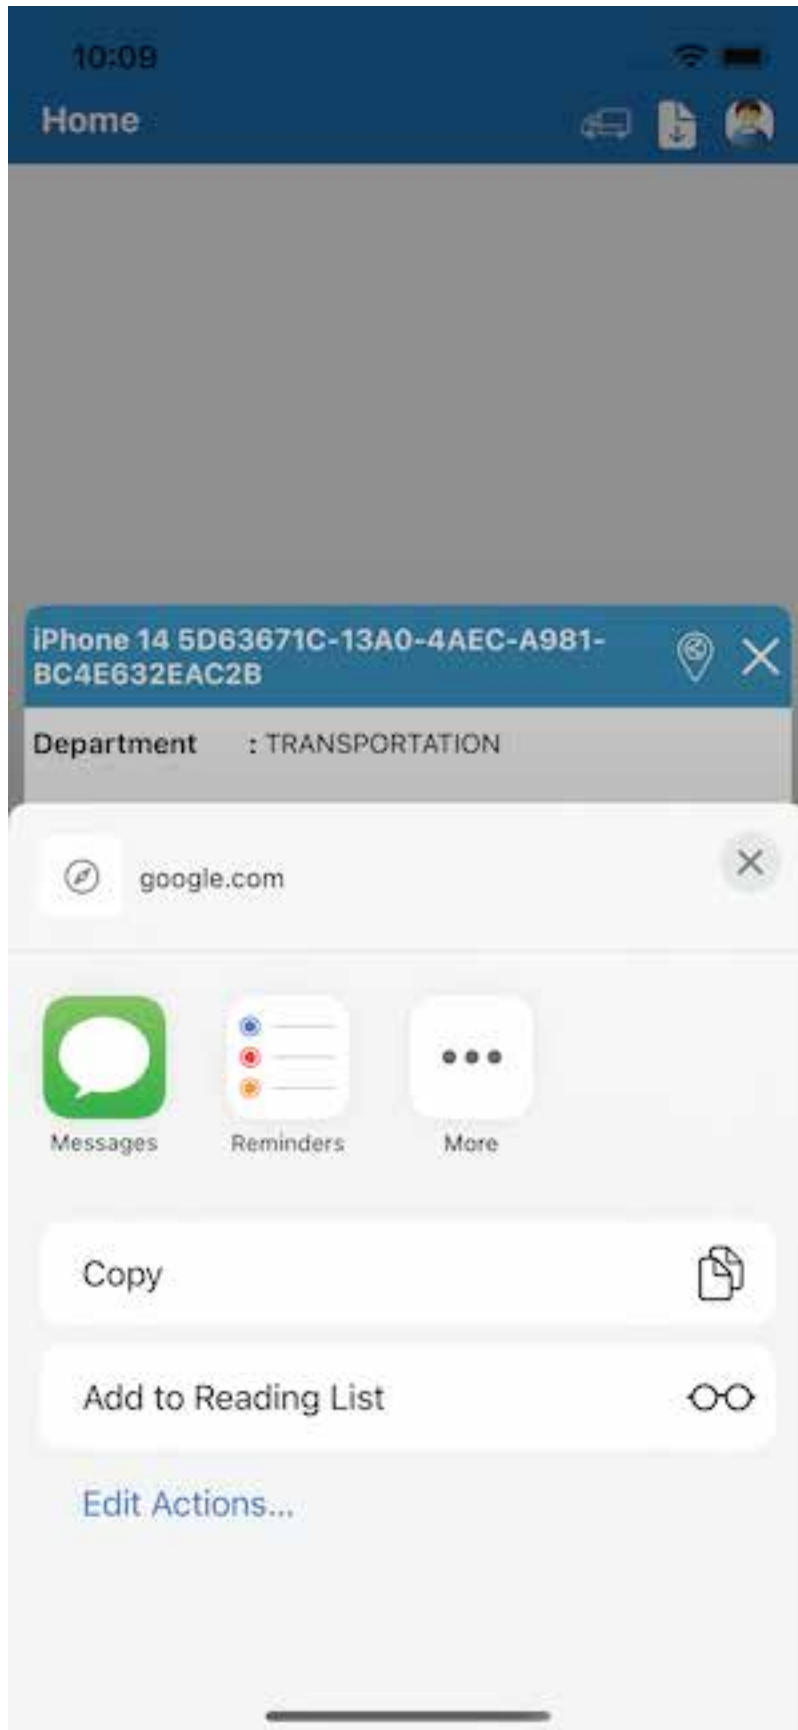 10:09
Home
iPhone 14 5D63671C-13A0-4AEC-A981-
BC4E632EAC2B
Department : TRANSPORTATION
google.com
Messages Reminders More
Copy
Add to Reading List
Edit Actions...